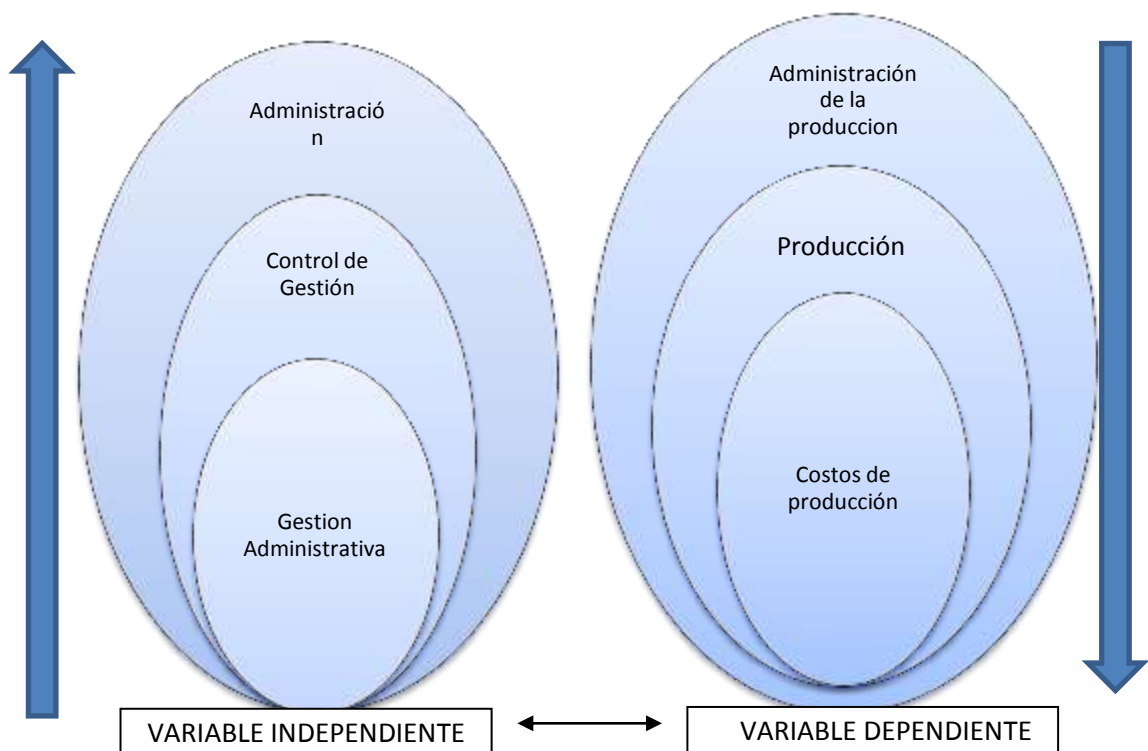 Administració
n
Control de
Gestión
Gestion
Administrativa
VARIABLE INDEPENDIENTE
Administración
de la
produccion
Producción
Costos de
producción
VARIABLE DEPENDIENTE